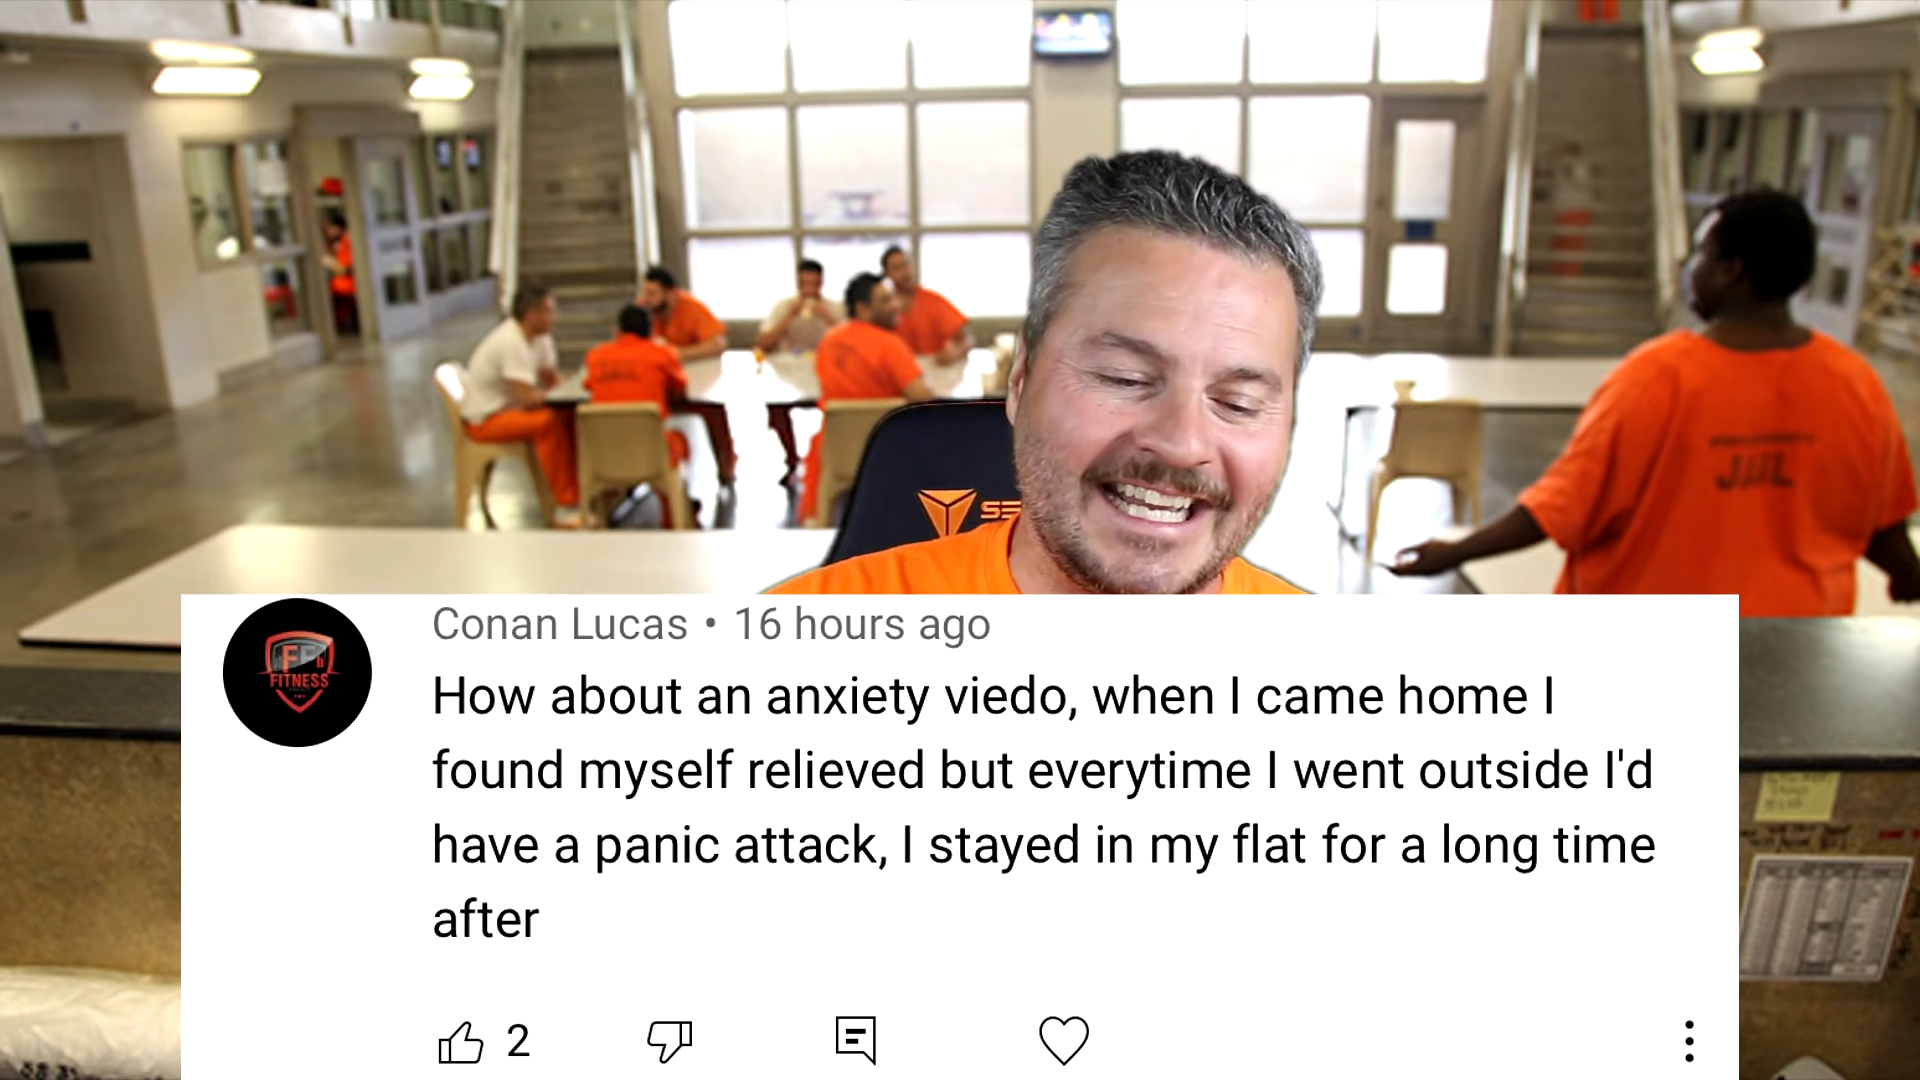 SE
JAIL
Conan Lucas • 16 hours ago
FITNESS
How about an anxiety viedo, when I came home I
found myself relieved but everytime I went outside I'd
have a panic attack, I stayed in my flat for a long time
after
2